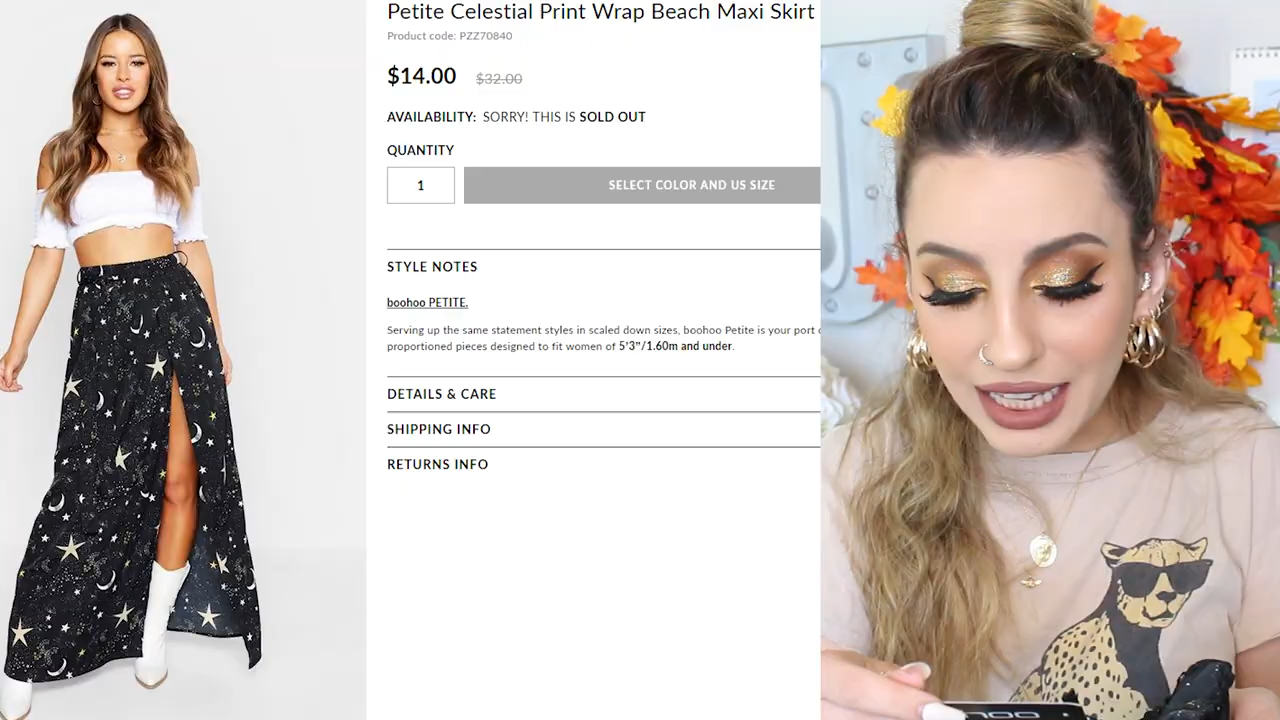 Petite Celestial Print Wrap Beach Maxi Skirt
Product code: PZZ70840
$14.00 $32.00
AVAILABILITY: SORRY! THIS IS SOLD OUT
QUANTITY
1 SELECT COLOR AND US SIZE
STYLE NOTES
boohoo PETITE.
Serving up the same statement styles in scaled down sizes, boohoo Petite is your port
proportioned pieces designed to fit women of 5'3"/1.60m and under.
DETAILS & CARE
SHIPPING INFO
RETURNS INFO